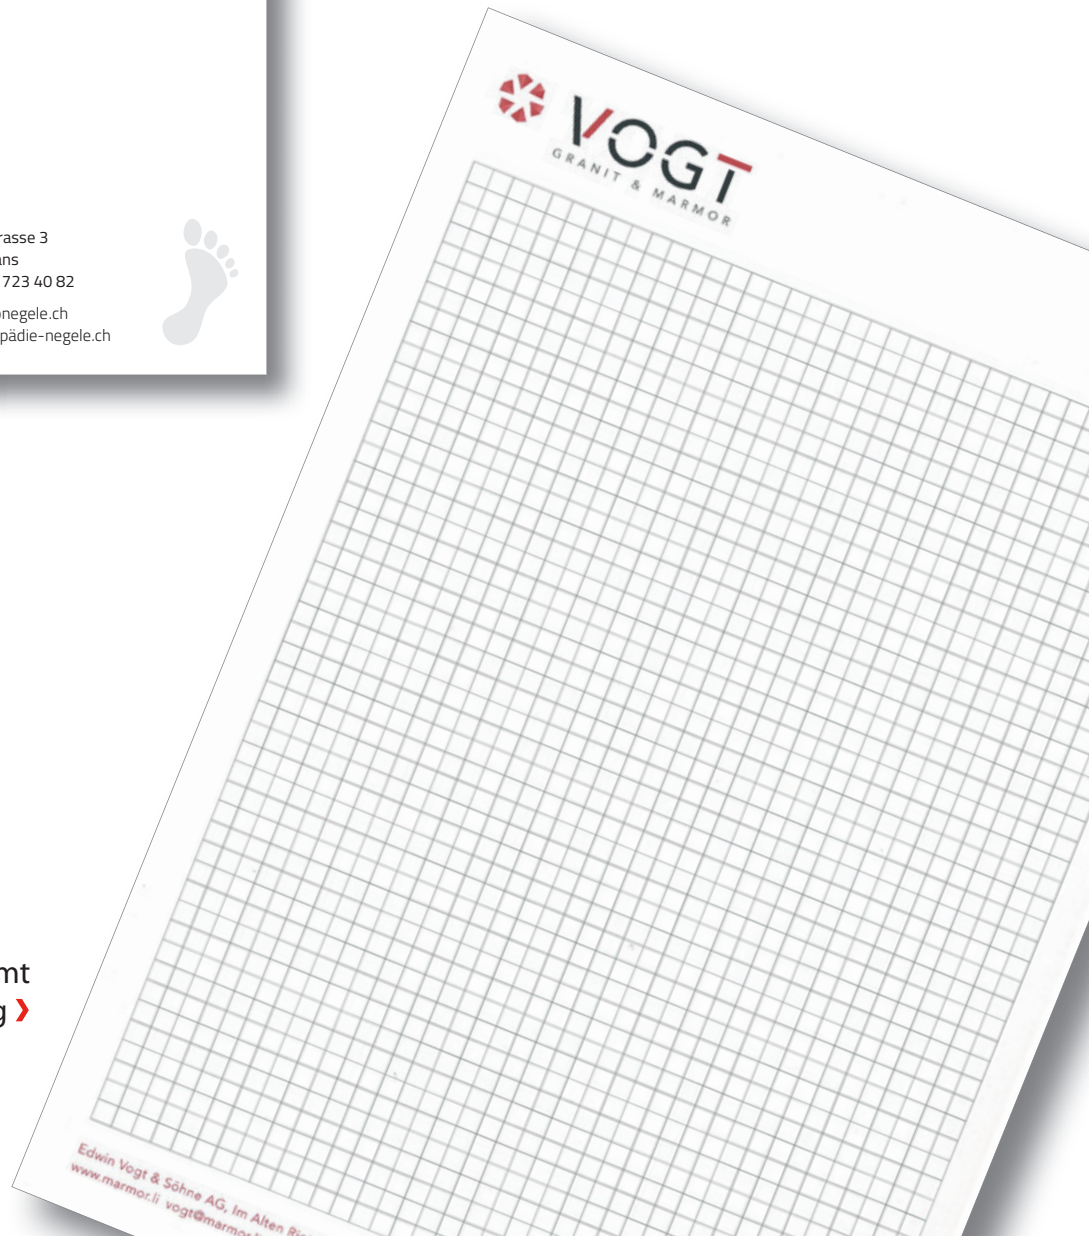 rasse 3
ans
723 40 82
negele.ch
pädie-negele.ch
VOGT
GRANIT & MARMOR
mt
g
Edwin Vogt & Söhne AG, Im Alten
www.marmor.li vogt@marmor